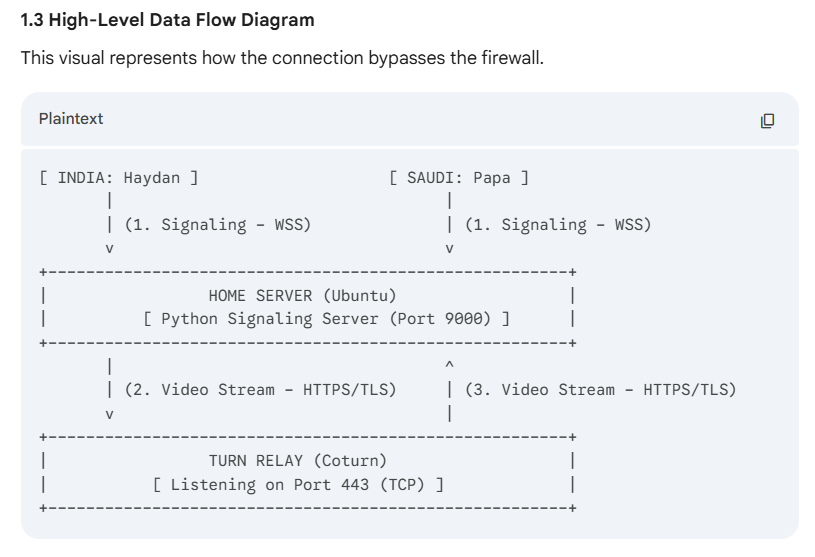 1.3 High-Level Data Flow Diagram
This visual represents how the connection bypasses the firewall.
Plaintext
[ INDIA: Haydan ]                    [ SAUDI: Papa ]
       |                                    |
       | (1. Signaling – WSS)               | (1. Signaling – WSS)
       v                                    v
+-------------------------------------------------------+
|                 HOME SERVER (Ubuntu)                  |
|          [ Python Signaling Server (Port 9000) ]      |
+-------------------------------------------------------+
       |                                    ^
       | (2. Video Stream – HTTPS/TLS)      | (3. Video Stream – HTTPS/TLS)
       v                                    |
+-------------------------------------------------------+
|                 TURN RELAY (Coturn)                   |
|           [ Listening on Port 443 (TCP) ]             |
+-------------------------------------------------------+